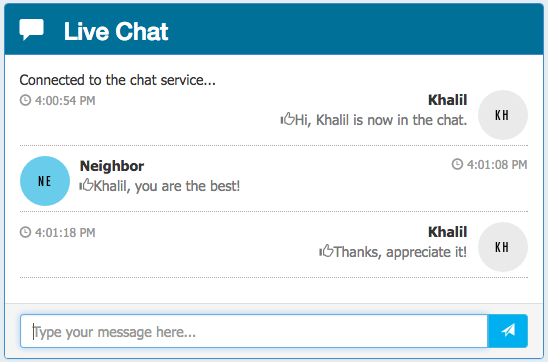 Live Chat
Connected to the chat service...
4:00:54 PM
Khalil
KH
Hi, Khalil is now in the chat.
NE
Neighbor
4:01:08 PM
Khalil, you are the best!
4:01:18 PM
Khalil
KH
Thanks, appreciate it!
Type your message here...